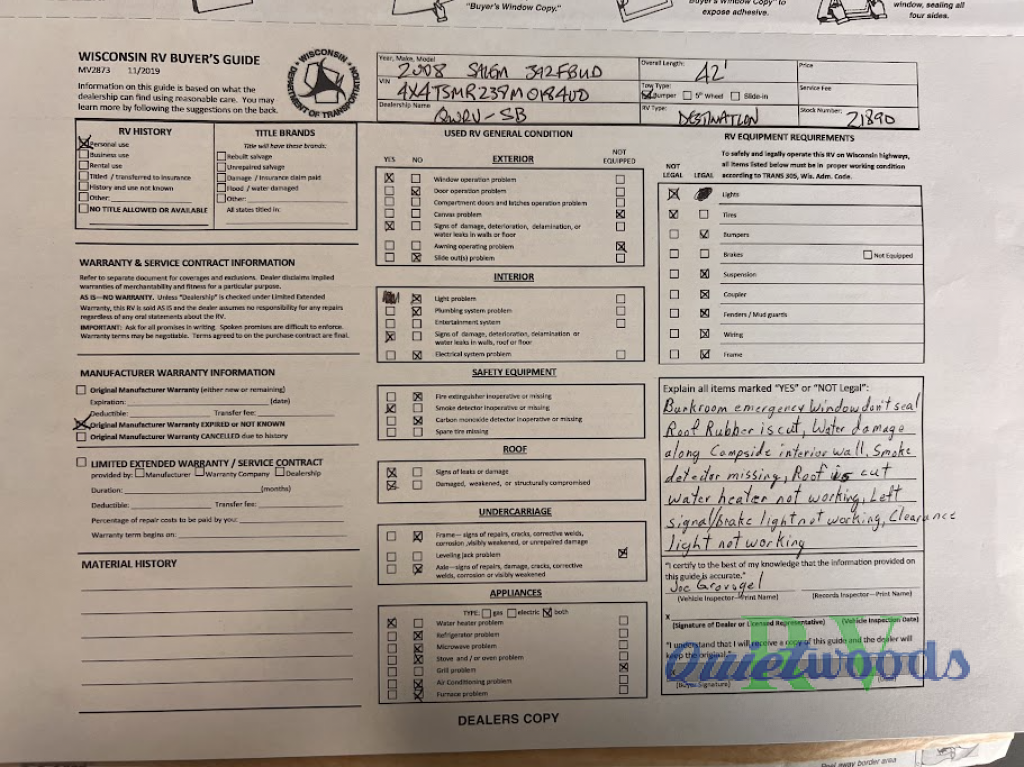 "Buyer's Window Copy."
Buyer's Window Copy" to
expose adhesive.
window, sealing all
four sides.
WISCONSIN RV BUYER'S GUIDE
MV2873 11/2019
Information on this guide is based on what the
dealership can find using reasonable care. You may
learn more by following the suggestions on the back.
WISCONSIN
DEPARTMENT OF TRANSPORTATION
Year, Make, Model
2008 SALEM 392FBUD
VIN
4X4TSMR239M0184UD
Dealership Name
QWRV-SB
Overall Length:
42'
Tow Type:
Bumper 5th Wheel Slide-in
RV Type:
DESTINATION
Price
Service Fee
Stock Number:
21890
RV HISTORY
Personal use
Business use
Rental use
Titled / transferred to insurance
History and use not known
Other:
NO TITLE ALLOWED OR AVAILABLE
TITLE BRANDS
Title will have these brands:
Rebuilt salvage
Unrepaired salvage
Damage / insurance claim paid
Flood / water damaged
Other:
All states titled in:
WARRANTY & SERVICE CONTRACT INFORMATION
Refer to separate document for coverages and exclusions. Dealer disclaims implied
warranties of merchantability and fitness for a particular purpose.
AS IS—NO WARRANTY. Unless "Dealership" is checked under Limited Extended
Warranty, this RV is sold AS IS and the dealer assumes no responsibility for any repairs
regardless of any oral statements about the RV.
IMPORTANT: Ask for all promises in writing. Spoken promises are difficult to enforce.
Warranty terms may be negotiable. Terms agreed to on the purchase contract are final.
MANUFACTURER WARRANTY INFORMATION
Original Manufacturer Warranty (either new or remaining)
Expiration: (date)
Deductible: Transfer fee:
Original Manufacturer Warranty EXPIRED or NOT KNOWN
Original Manufacturer Warranty CANCELLED due to history
LIMITED EXTENDED WARRANTY / SERVICE CONTRACT
provided by: Manufacturer Warranty Company Dealership
Duration: (months)
Deductible: Transfer fee:
Percentage of repair costs to be paid by you:
Warranty term begins on:
MATERIAL HISTORY
USED RV GENERAL CONDITION
YES NO EXTERIOR NOT EQUIPPED
Window operation problem
Door operation problem
Compartment doors and latches operation problem
Canvas problem
Signs of damage, deterioration, delamination, or
water leaks in walls or floor
Awning operating problem
Slide out(s) problem
INTERIOR
Light problem
Plumbing system problem
Entertainment system
Signs of damage, deterioration, delamination or
water leaks in walls, roof or floor
Electrical system problem
SAFETY EQUIPMENT
Fire extinguisher inoperative or missing
Smoke detector inoperative or missing
Carbon monoxide detector inoperative or missing
Spare tire missing
ROOF
Signs of leaks or damage
Damaged, weakened, or structurally compromised
UNDERCARRIAGE
Frame— signs of repairs, cracks, corrective welds,
corrosion, visibly weakened, or unrepaired damage
Leveling jack problem
Axle—signs of repairs, damage, cracks, corrective
welds, corrosion or visibly weakened
APPLIANCES
TYPE: gas electric both
Water heater problem
Refrigerator problem
Microwave problem
Stove and / or oven problem
Grill problem
Air Conditioning problem
Furnace problem
RV EQUIPMENT REQUIREMENTS
To safely and legally operate this RV on Wisconsin highways,
all items listed below must be in proper working condition
according to TRANS 305, Wis. Adm. Code.
NOT LEGAL LEGAL
Lights
Tires
Bumpers
Brakes Not Equipped
Suspension
Coupler
Fenders / Mud guards
Wiring
Frame
Explain all items marked "YES" or "NOT Legal":
Bunkroom emergency Window don't seal
Roof Rubber is cut, Water damage
along Campside interior wall, Smoke
detector missing, Roof is cut
water heater not working, Left
signal/brake light not working, Clearance
light not working
"I certify to the best of my knowledge that the information provided on
this guide is accurate."
Joe
(Vehicle Inspector—Print Name) (Records Inspector—Print Name)
X
(Signature of Dealer or Licensed Representative) (Vehicle Inspection Date)
"I understand that I will receive a copy of this guide and the dealer will
keep the original."
(Buyer Signature)
Quietwoods
RV
DEALERS COPY
Peel away border area